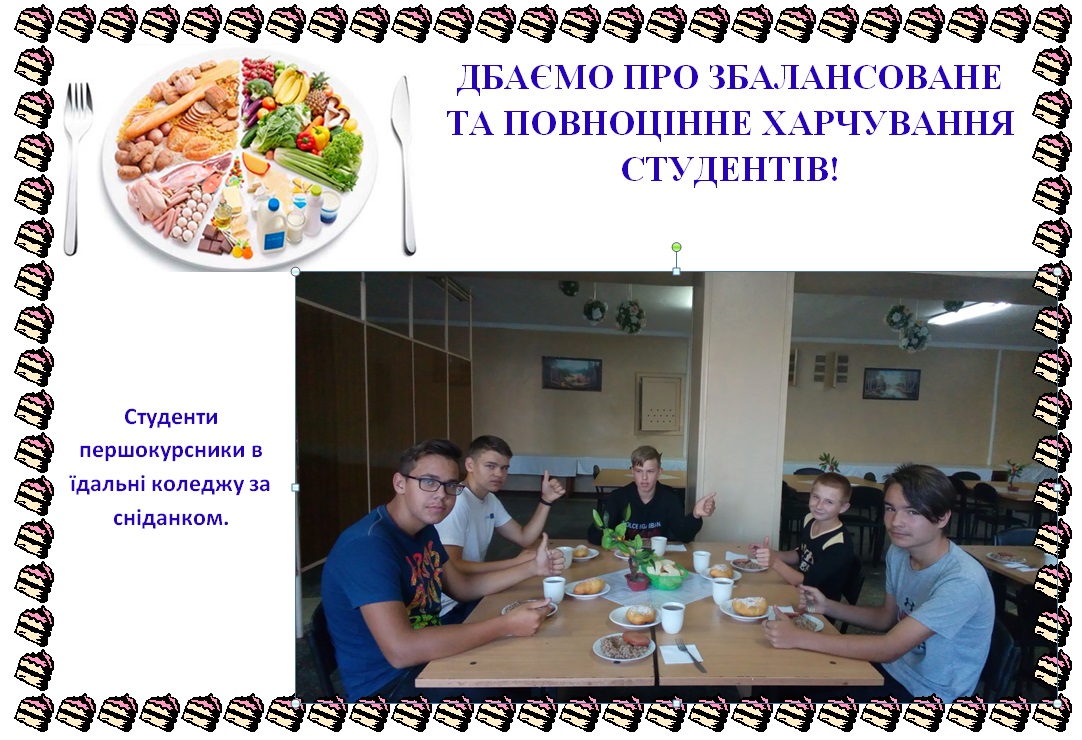 ДБАЄМО ПРО ЗБАЛАНСОВАНЕ
ТА ПОВНОЦІННЕ ХАРЧУВАННЯ
СТУДЕНТІВ!
Студенти
першокурсники в
їдальні коледжу за
сніданком.